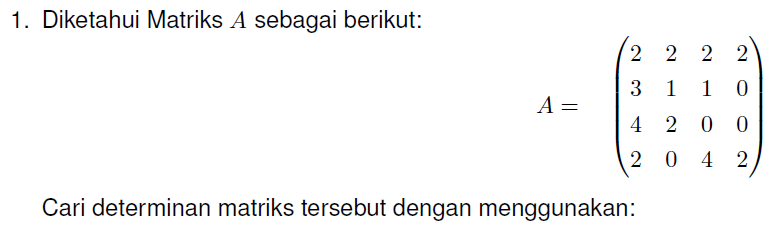 1. Diketahui Matriks A sebagai berikut:
A = 
(2 2 2 2
3 1 1 0
4 2 0 0
2 0 4 2)
Cari determinan matriks tersebut dengan menggunakan: